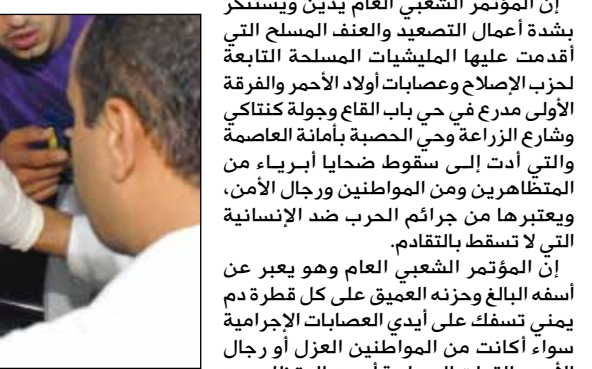 إن المؤتمر الشعبي العام يدين ويستنكر
بشدة أعمال التصعيد والعنف المسلح التي
أقدمت عليها المليشيات المسلحة التابعة
لحزب الإصلاح وعصابات أولاد الأحمر والفرقة
الأولى مدرع في حي باب القاع وجولة كنتاكي
وشارع الزراعة وحي الحصبة بأمانة العاصمة
والتي أدت إلـى سقوط ضحايا أبـريـاء من
المتظاهرين ومن المواطنين ورجال الأمن،
ويعتبرها من جرائم الحرب ضد الإنسانية
التي لا تسقط بالتقادم.
إن المؤتمر الشعبي العام وهو يعبر عن
أسفه البالغ وحزنه العميق على كل قطرة دم
يمني تسفك على أيدي العصابات الإجرامية
سواء أكانت من المواطنين العزل أو رجال